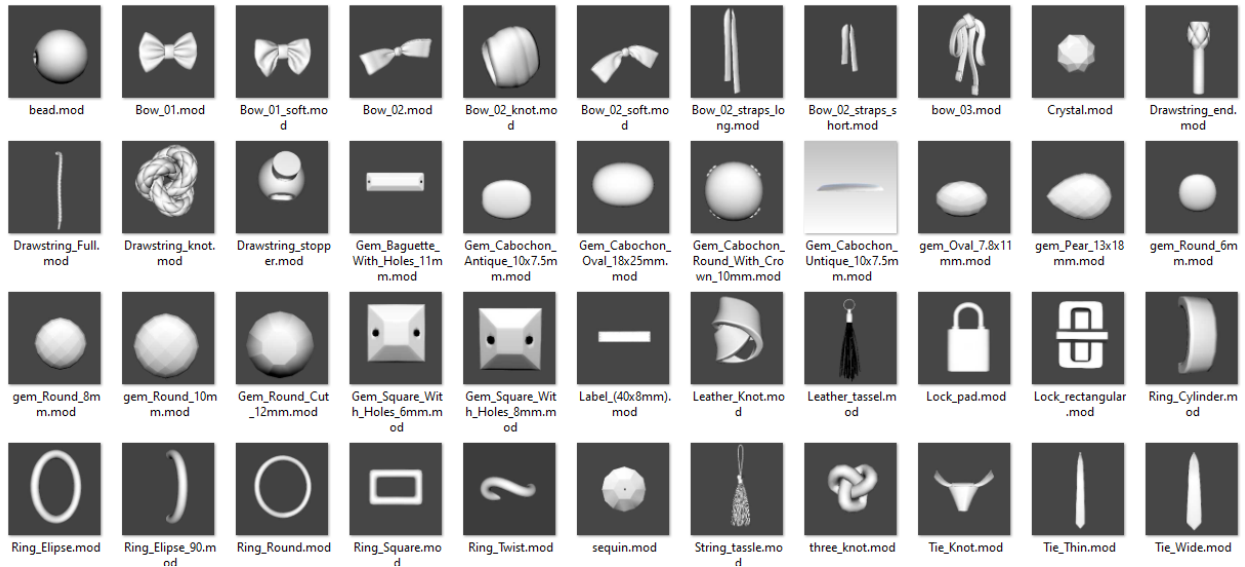 bead.mod
Bow_01.mod
Bow_01_soft.mo
d
Bow_02.mod
Bow_02_knot.mo
d
Bow_02_soft.mo
d
Bow_02_straps_lo
ng.mod
Bow_02_straps_s
hort.mod
bow_03.mod
Crystal.mod
Drawstring_end.
mod
Drawstring_Full.
mod
Drawstring_knot.
mod
Drawstring_stopp
er.mod
Gem_Baguette_
With_Holes_11m
m.mod
Gem_Cabochon_
Antique_10x7.5m
m.mod
Gem_Cabochon_
Oval_18x25mm.
mod
Gem_Cabochon_
Round_With_Cro
wn_10mm.mod
Gem_Cabochon_
Untique_10x7.5m
m.mod
gem_Oval_7.8x11
mm.mod
gem_Pear_13x18
mm.mod
gem_Round_6m
m.mod
gem_Round_8m
m.mod
gem_Round_10m
m.mod
Gem_Round_Cut
_12mm.mod
Gem_Square_Wit
h_Holes_6mm.m
od
Gem_Square_Wit
h_Holes_8mm.m
od
Label_(40x8mm).
mod
Leather_Knot.mo
d
Leather_tassel.m
od
Lock_pad.mod
Lock_rectangular
.mod
Ring_Cylinder.m
od
Ring_Elipse.mod
Ring_Elipse_90.m
od
Ring_Round.mod
Ring_Square.mo
d
Ring_Twist.mod
sequin.mod
String_tassle.mo
d
three_knot.mod
Tie_Knot.mod
Tie_Thin.mod
Tie_Wide.mod